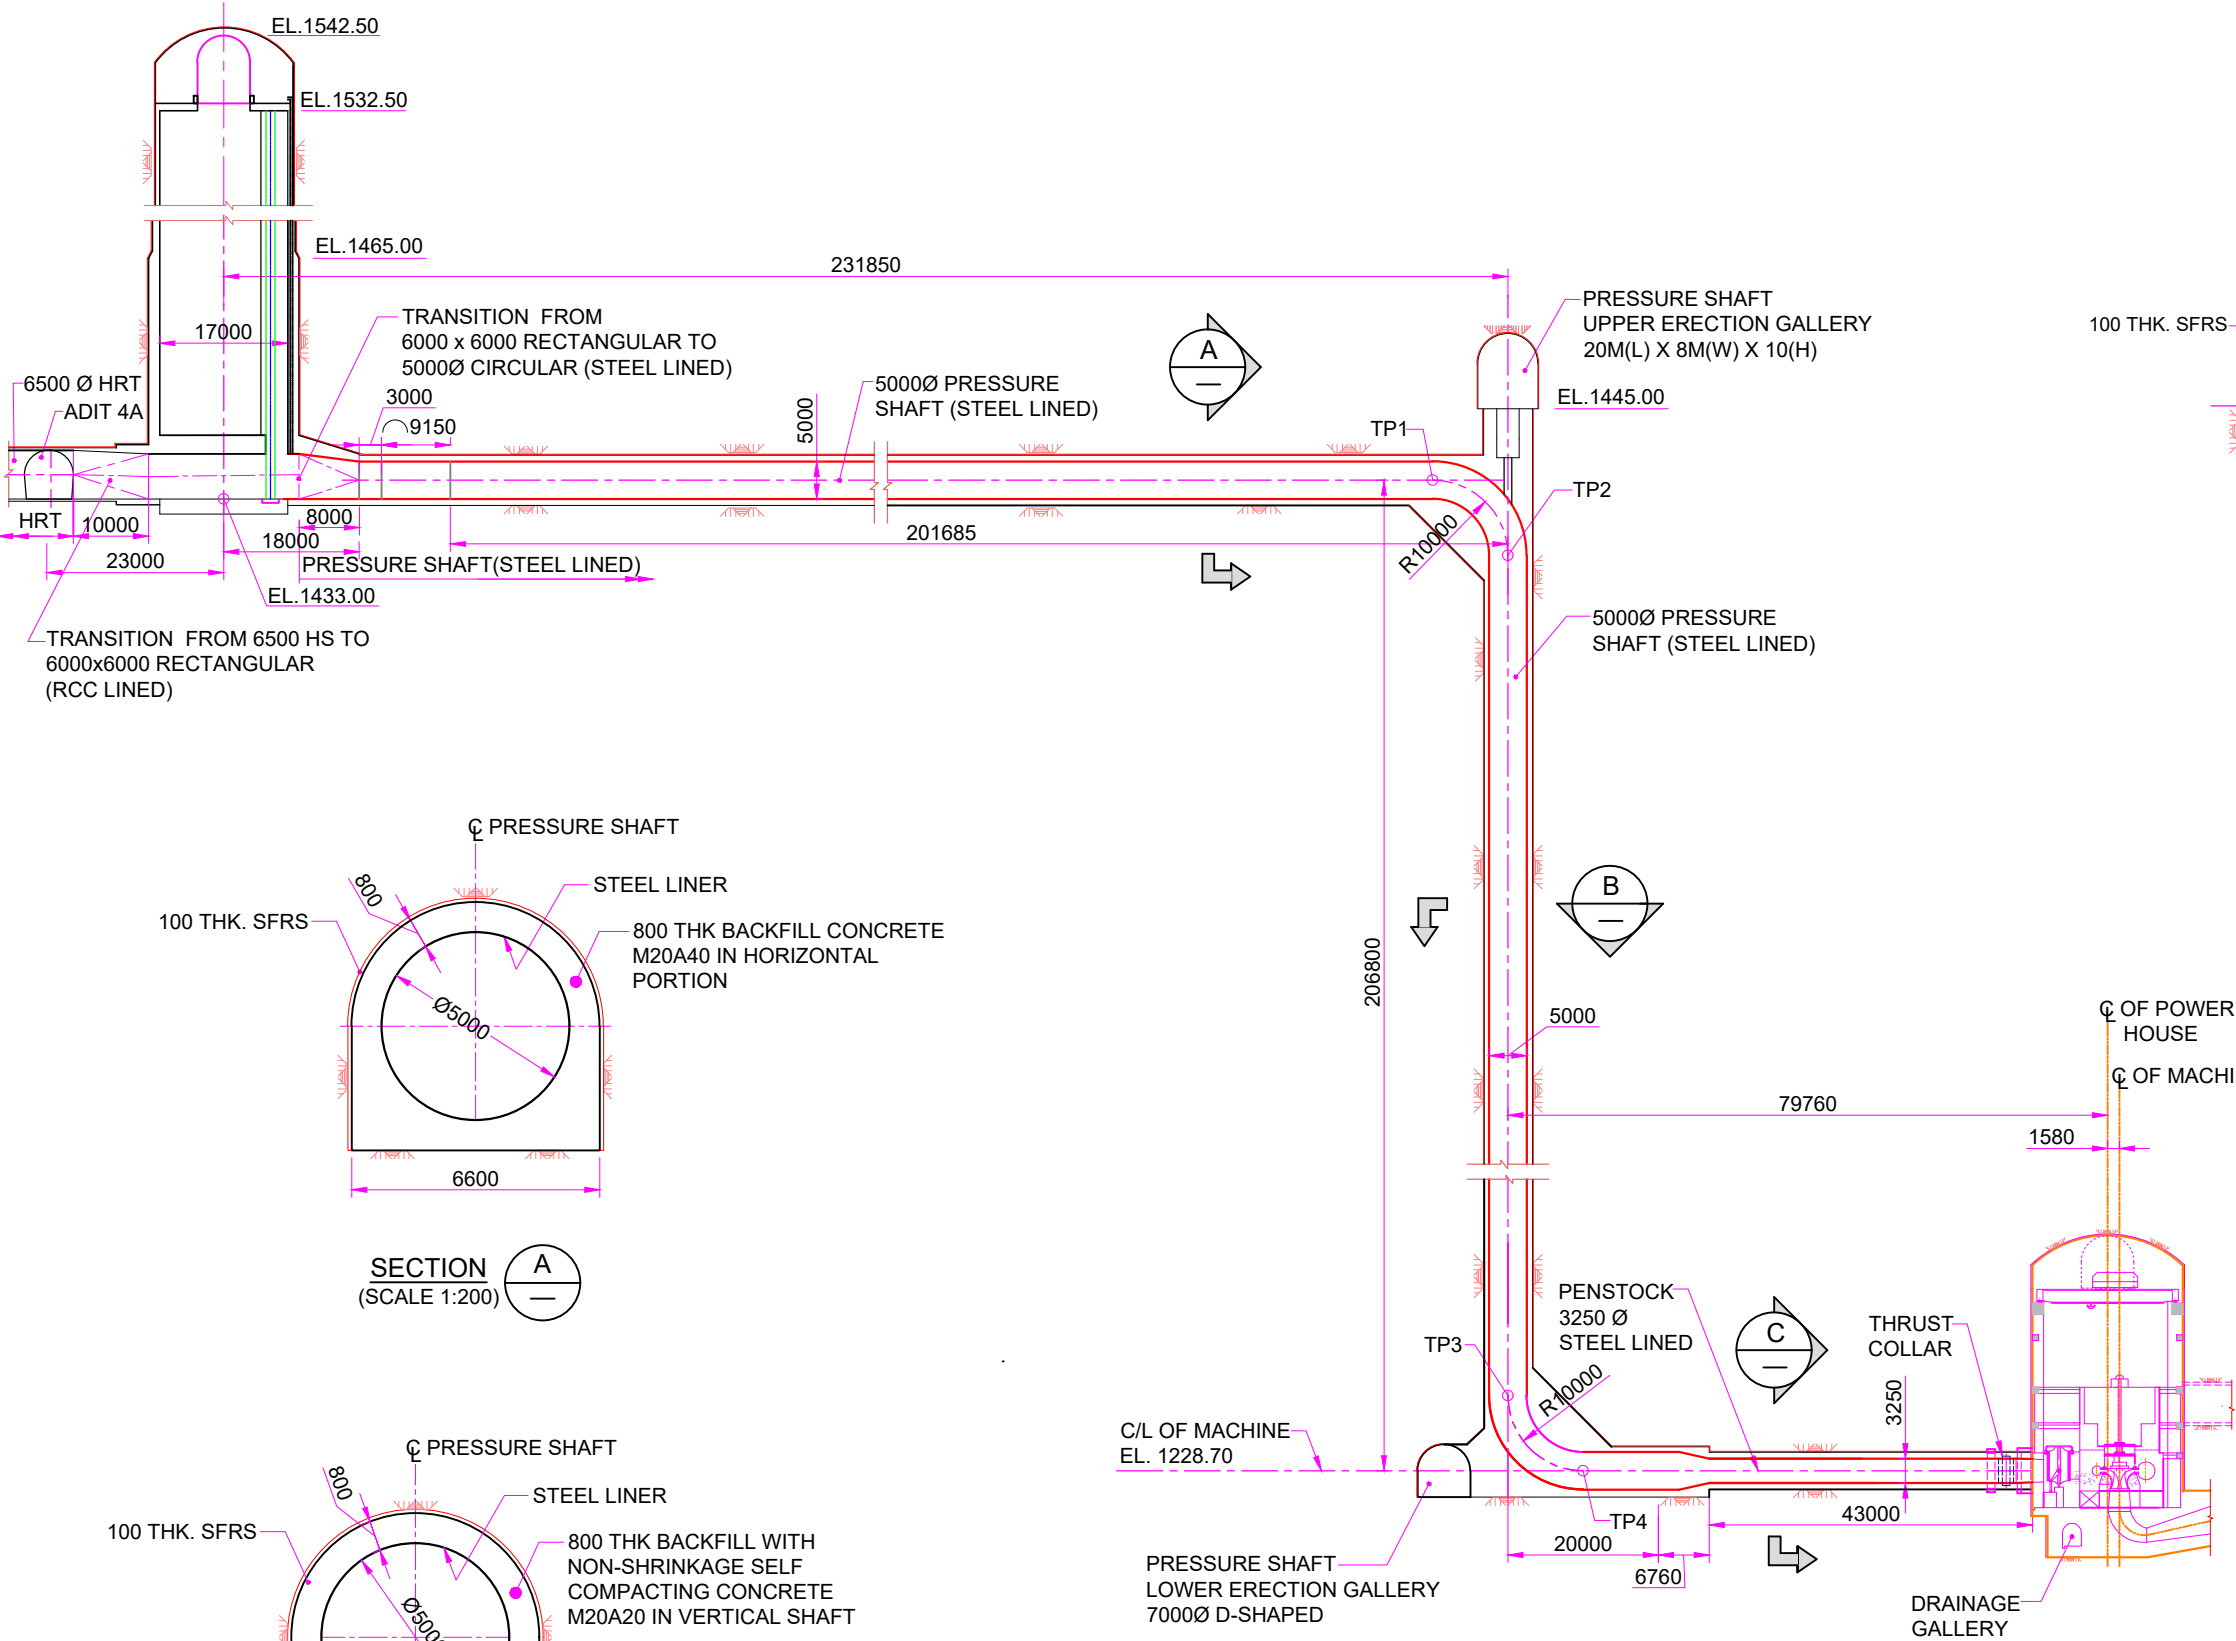 EL.1542.50
EL.1532.50
EL.1465.00
231850
17000
TRANSITION FROM
6000 x 6000 RECTANGULAR TO
5000Ø CIRCULAR (STEEL LINED)
3000
9150
6500 Ø HRT
ADIT 4A
5000Ø PRESSURE
SHAFT (STEEL LINED)
5000
A
PRESSURE SHAFT
UPPER ERECTION GALLERY
20M(L) X 8M(W) X 10(H)
EL.1445.00
100 THK. SFRS
TP1
TP2
HRT
10000
8000
18000
23000
PRESSURE SHAFT(STEEL LINED)
EL.1433.00
201685
R10000
TRANSITION FROM 6500 HS TO
6000x6000 RECTANGULAR
(RCC LINED)
5000Ø PRESSURE
SHAFT (STEEL LINED)
℄ PRESSURE SHAFT
800
STEEL LINER
100 THK. SFRS
800 THK BACKFILL CONCRETE
M20A40 IN HORIZONTAL
PORTION
Ø5000
6600
SECTION
(SCALE 1:200)
A
206800
B
5000
℄ OF POWER
HOUSE
℄ OF MACHI
79760
1580
PENSTOCK
3250 Ø
STEEL LINED
C
THRUST
COLLAR
3250
TP3
R10000
C/L OF MACHINE
EL. 1228.70
TP4
43000
20000
6760
PRESSURE SHAFT
LOWER ERECTION GALLERY
7000Ø D-SHAPED
DRAINAGE
GALLERY
℄ PRESSURE SHAFT
800
STEEL LINER
100 THK. SFRS
800 THK BACKFILL WITH
NON-SHRINKAGE SELF
COMPACTING CONCRETE
M20A20 IN VERTICAL SHAFT